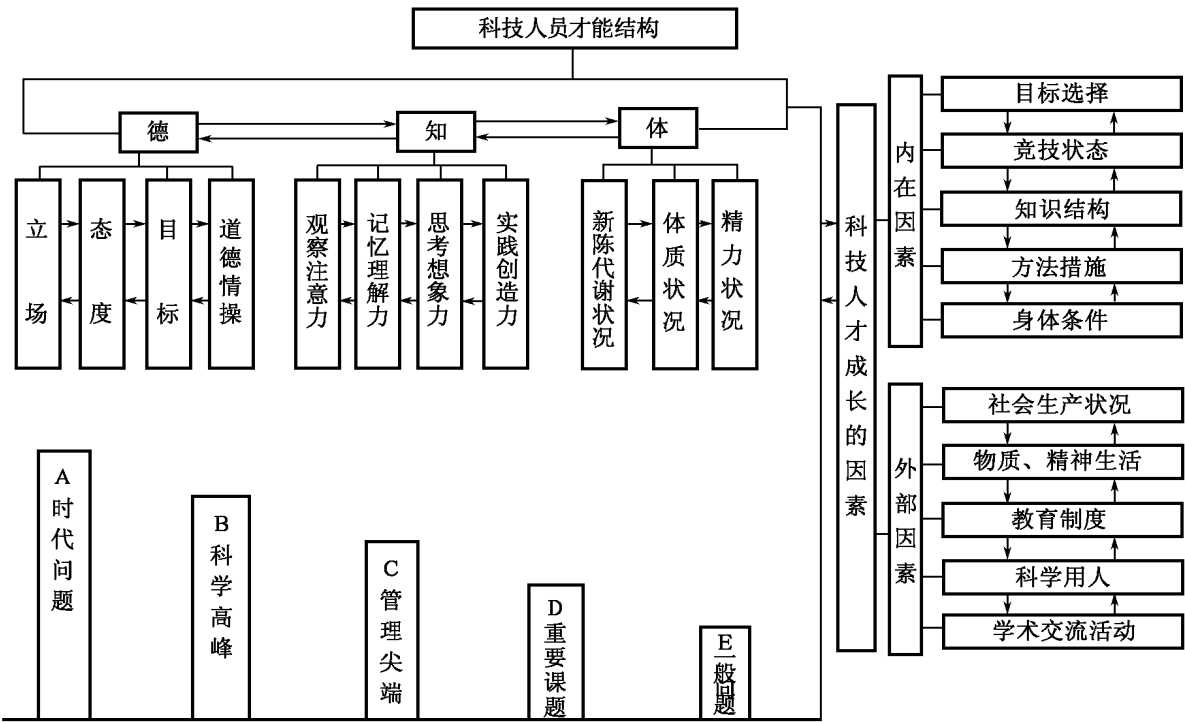 科技人员才能结构
德
知
体
立场
态度
目标
道德情操
观察注意力
记忆理解力
思考想象力
实践创造力
新陈代谢状况
体质状况
精力状况
科技人才成长的因素
内在因素
目标选择
竞技状态
知识结构
方法措施
身体条件
外部因素
社会生产状况
物质、精神生活
教育制度
科学用人
学术交流活动
A时代问题
B科学高峰
C管理尖端
D重要课题
E一般问题